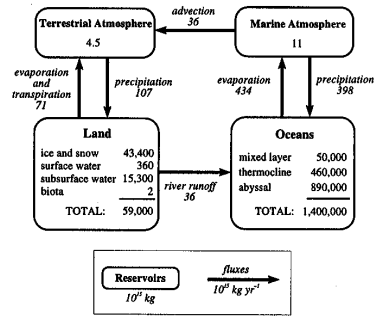 advection
36
Terrestrial Atmosphere
4.5
Marine Atmosphere
11
evaporation
and
transpiration
71
precipitation
107
evaporation
434
precipitation
398
Land
ice and snow 43,400
surface water 360
subsurface water 15,300
biota 2
TOTAL: 59,000
river runoff
36
Oceans
mixed layer 50,000
thermocline 460,000
abyssal 890,000
TOTAL: 1,400,000
Reservoirs
10¹⁵ kg
fluxes
10¹⁵ kg yr⁻¹